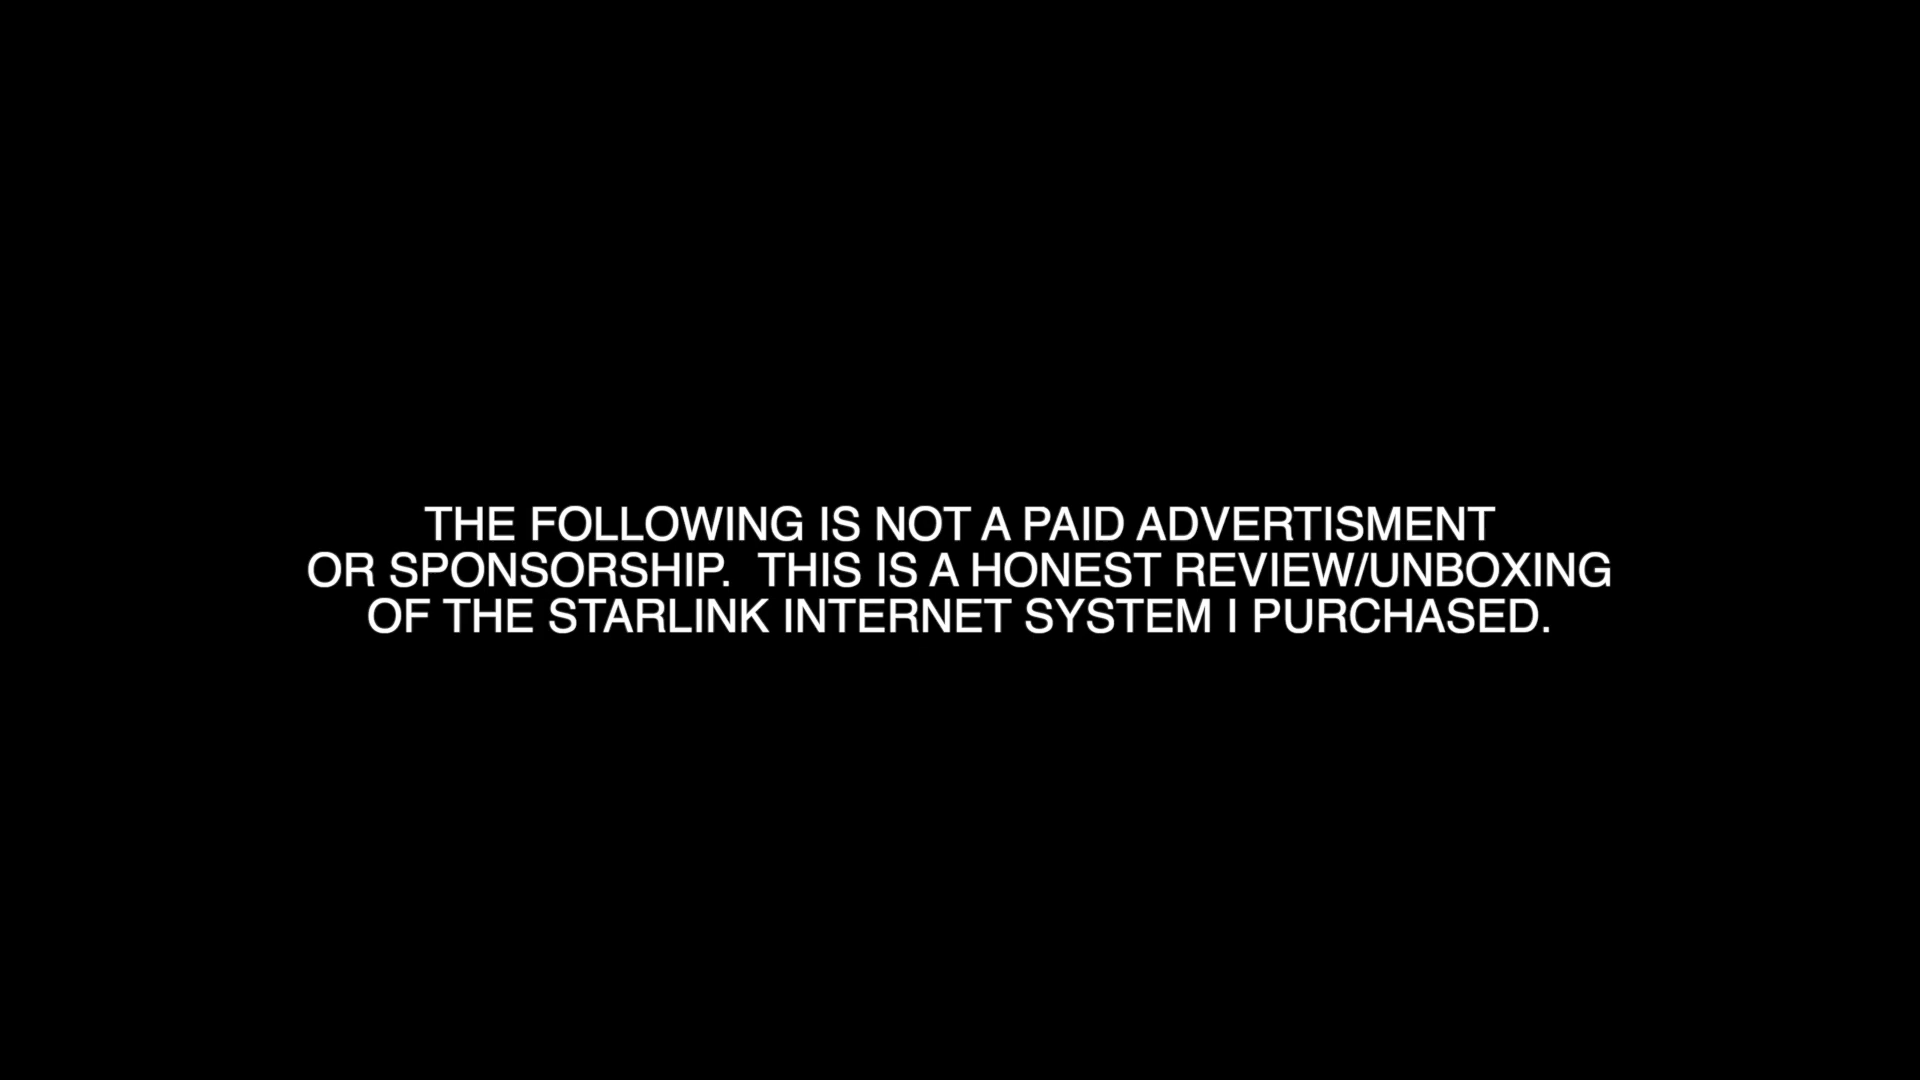 THE FOLLOWING IS NOT A PAID ADVERTISMENT
OR SPONSORSHIP.  THIS IS A HONEST REVIEW/UNBOXING
OF THE STARLINK INTERNET SYSTEM I PURCHASED.